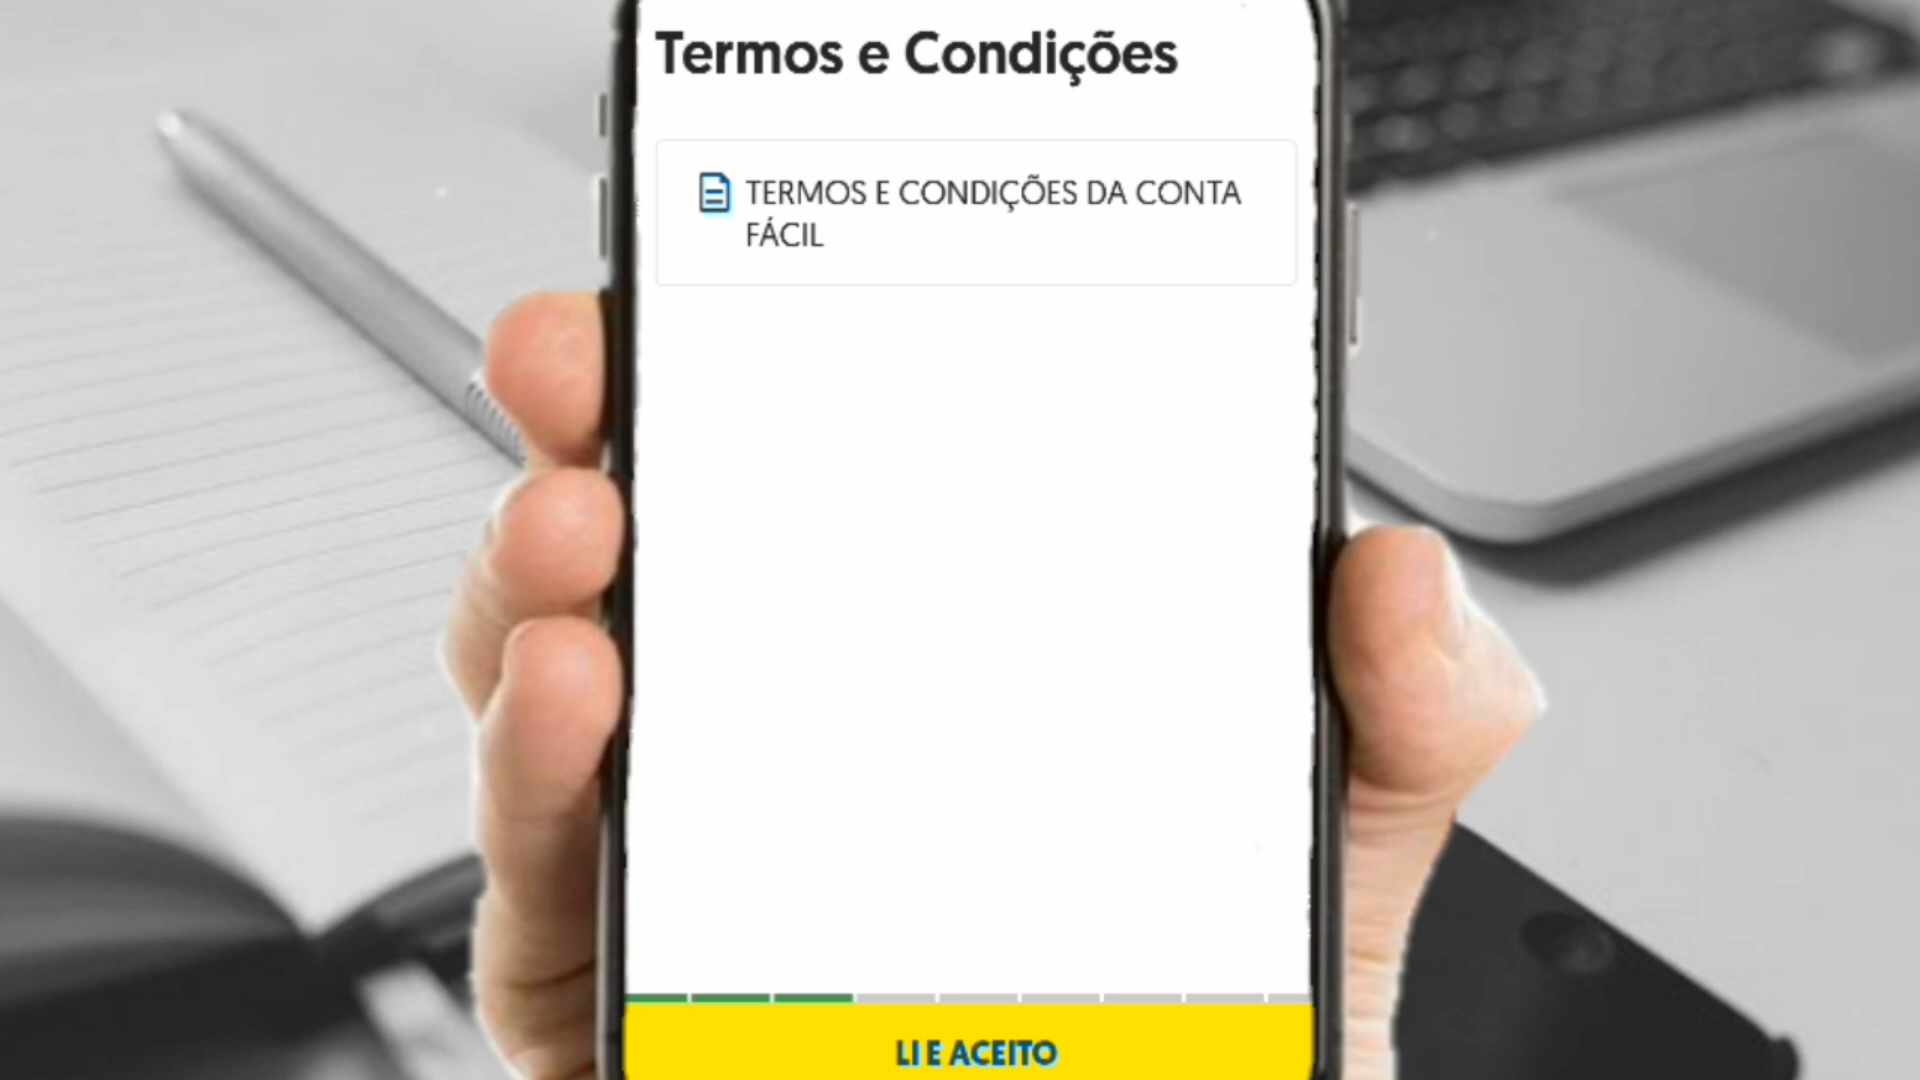 Termos e Condições
TERMOS E CONDIÇÕES DA CONTA
FÁCIL
LI E ACEITO